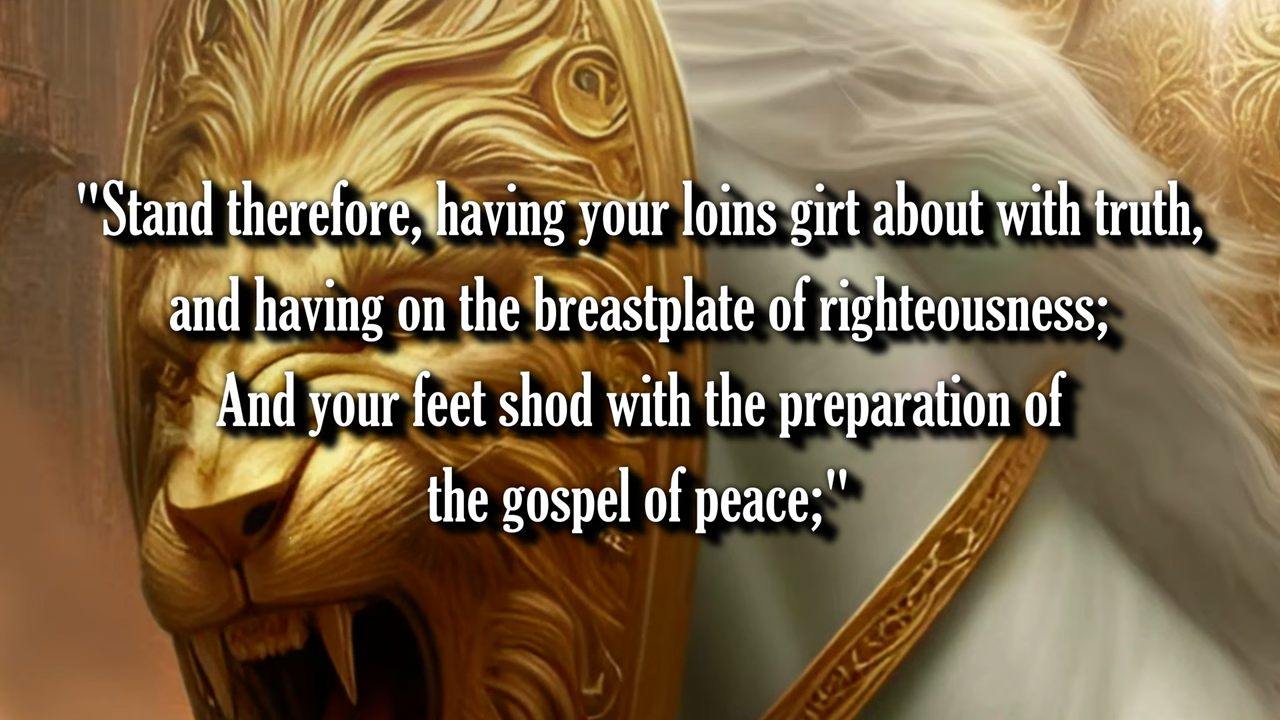 "Stand therefore, having your loins girt about with truth,
and having on the breastplate of righteousness;
And your feet shod with the preparation of
the gospel of peace;"